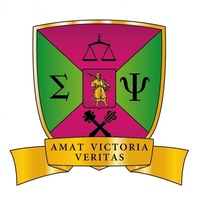 Σ Ψ
AMAT VICTORIA
VERITAS